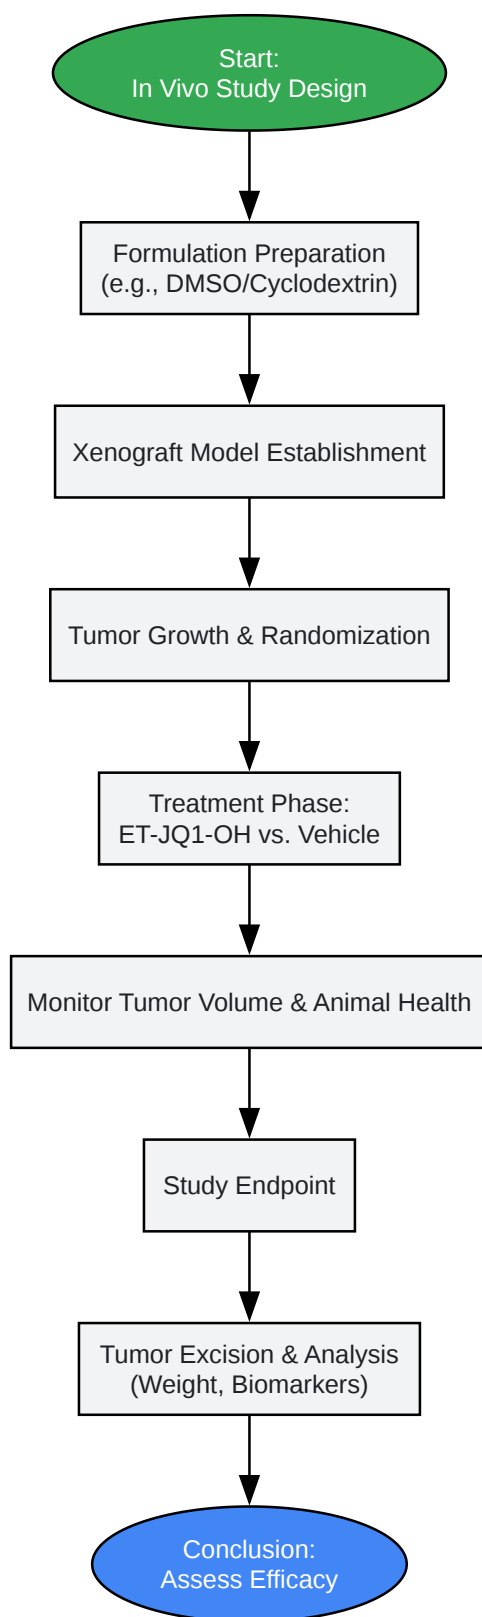 Start:
In Vivo Study Design
Formulation Preparation
(e.g., DMSO/Cyclodextrin)
Xenograft Model Establishment
Tumor Growth & Randomization
Treatment Phase:
ET-JQ1-OH vs. Vehicle
Monitor Tumor Volume & Animal Health
Study Endpoint
Tumor Excision & Analysis
(Weight, Biomarkers)
Conclusion:
Assess Efficacy